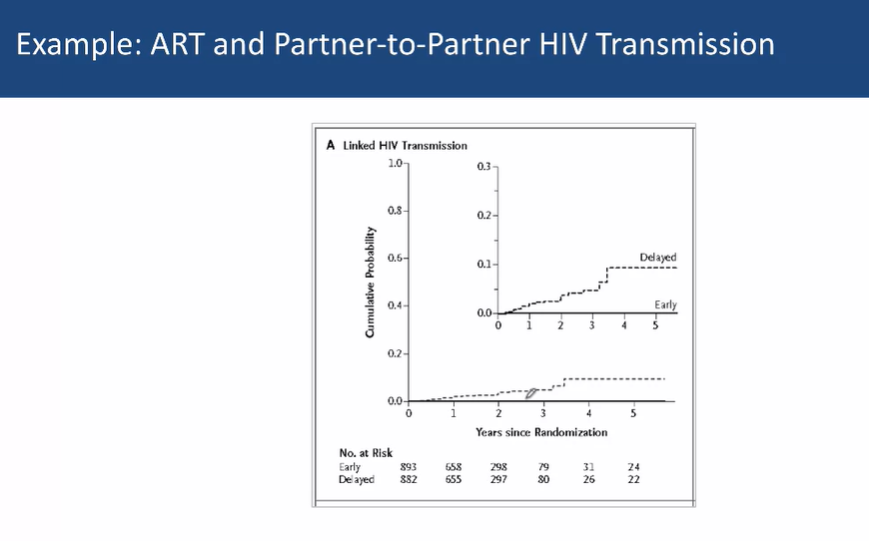 Example: ART and Partner-to-Partner HIV Transmission
A Linked HIV Transmission
1.0
0.8
0.6
0.4
0.2
0.0
Cumulative Probability
0 1 2 3 4 5
0.3
0.2
0.1
0.0
Delayed
Early
0 1 2 3 4 5
Years since Randomization
No. at Risk
Early 893 658 298 79 31 24
Delayed 882 655 297 80 26 22